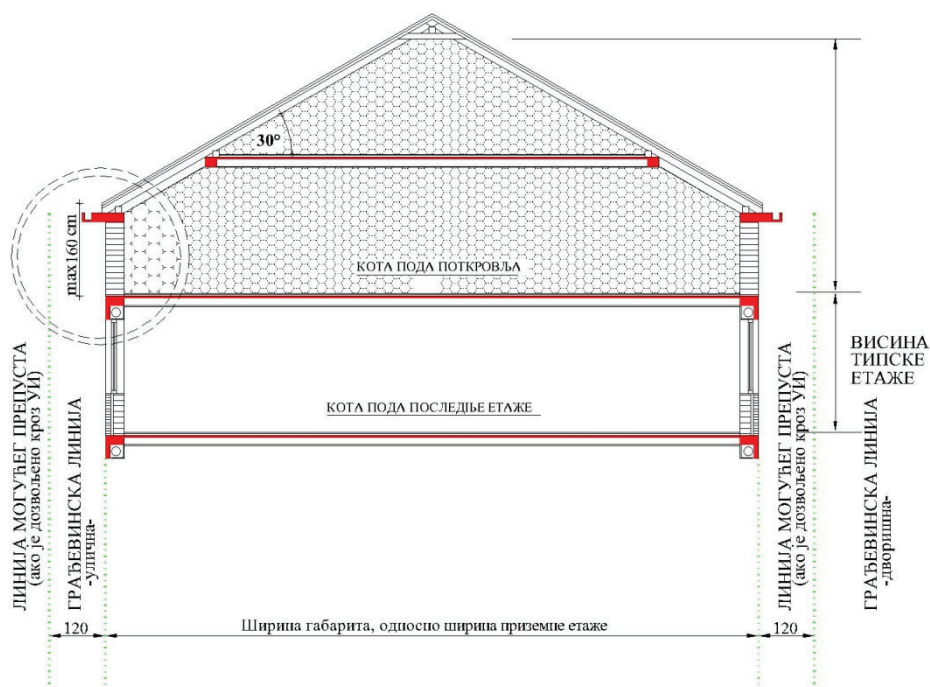 30°
max160 cm
КОТА ПОДА ПОТКРОВЉА
ВИСИНА
ТИПСКЕ
ЕТАЖЕ
КОТА ПОДА ПОСЛЕДЊЕ ЕТАЖЕ
ЛИНИЈА МОГУЋЕГ ПРЕПУСТА
(ако је дозвољено кроз УИ)
ГРАЂЕВИНСКА ЛИНИЈА
-улична-
ЛИНИЈА МОГУЋЕГ ПРЕПУСТА
(ако је дозвољено кроз УИ)
ГРАЂЕВИНСКА ЛИНИЈА
-дворишна-
120
Ширина габарита, односно ширина приземне етаже
120